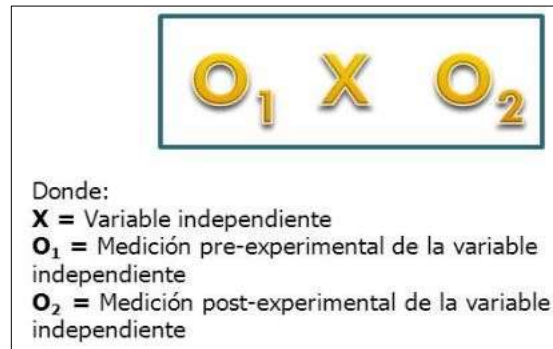 O₁ X O₂
Donde:
X = Variable independiente
O₁ = Medición pre-experimental de la variable
independiente
O₂ = Medición post-experimental de la variable
independiente